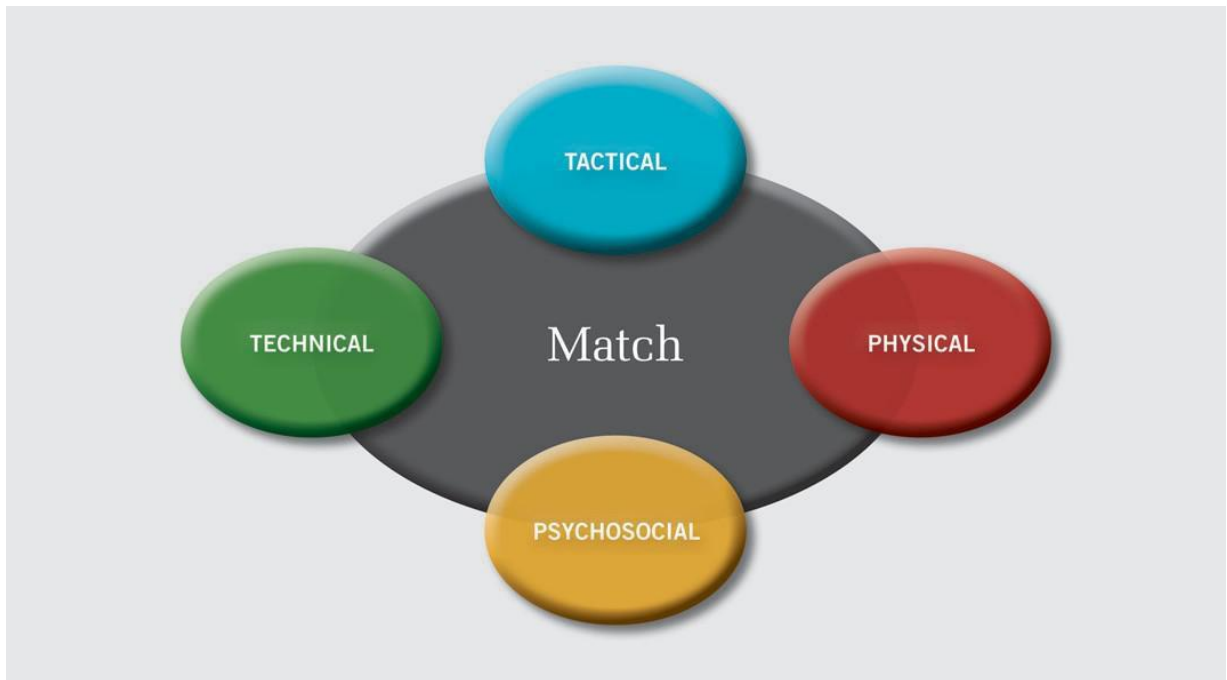 TACTICAL
TECHNICAL
Match
PHYSICAL
PSYCHOSOCIAL